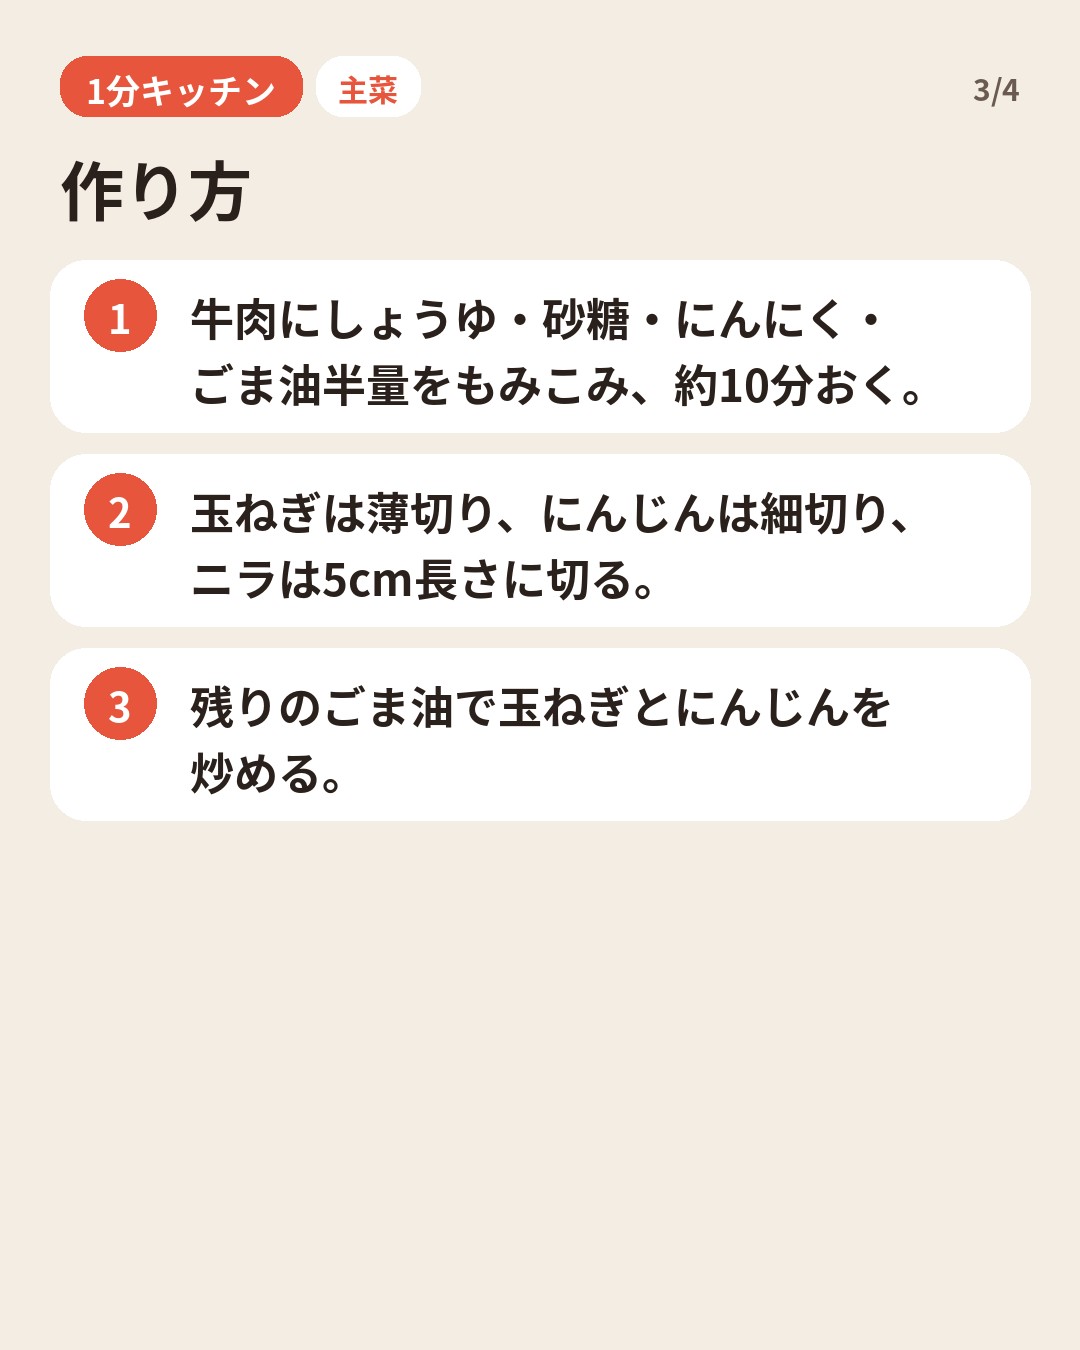 1分キッチン 主菜 3/4
作り方
1 牛肉にしょうゆ・砂糖・にんにく・
ごま油半量をもみこみ、約10分おく。
2 玉ねぎは薄切り、にんじんは細切り、
ニラは5cm長さに切る。
3 残りのごま油で玉ねぎとにんじんを
炒める。